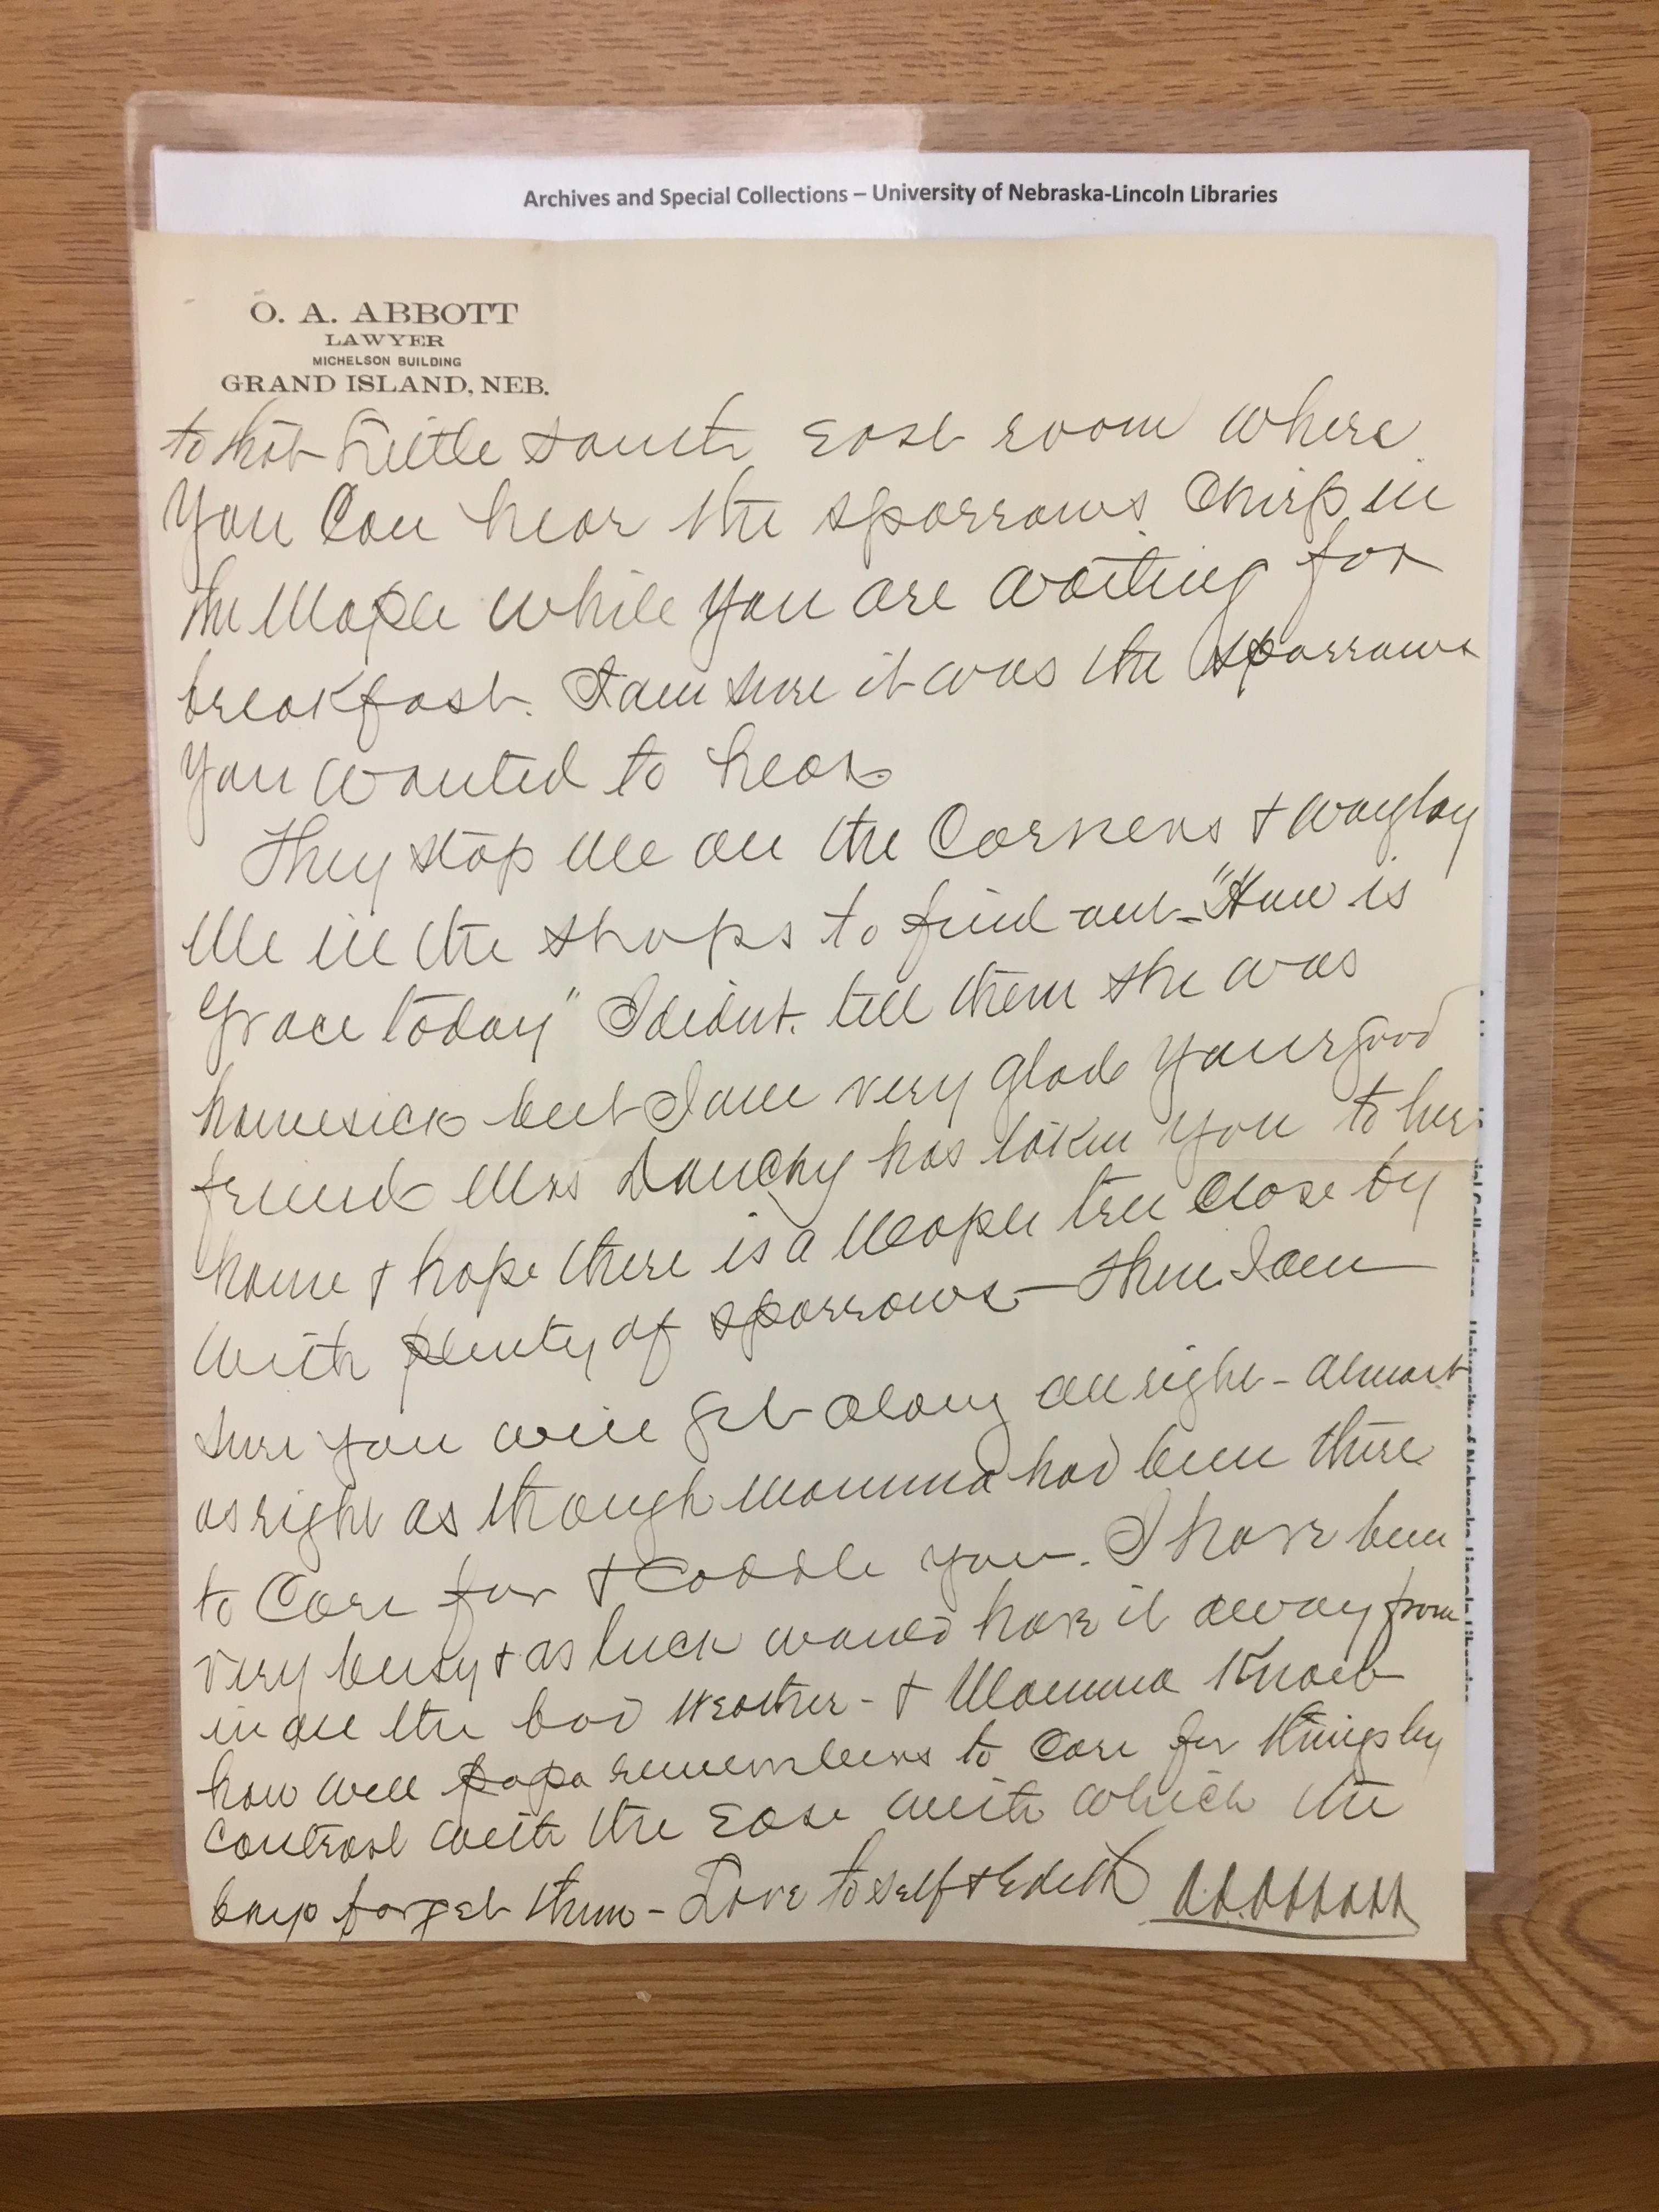 Archives and Special Collections – University of Nebraska-Lincoln Libraries
O. A. ABBOTT
LAWYER
MICHELSON BUILDING
GRAND ISLAND, NEB.
to that little South East room where
You Can hear the sparrows Chirp in
the Maple while you are waiting for
breakfast. I am sure it was the sparrows
you wanted to hear
They stop me on the Corners & waylay
Me in the shops to find out – "How is
Grace today" I didnt. tell them she was
homesick but I am very glad your good
friend Mrs has taken you to her
home & hope there is a Maple tree Close by
with plenty of sparrows – then I am
sure you will get along all right – almost
as right as though Mamma had been there
to Care for & Coddle you. I have been
very busy & as luck would have it away from
in all the bad weather – & Mamma Knows
how well papa remembers to Care for things by
contrast with the Ease with which the
boys forget them – Love to self & Edith O.A. Abbott